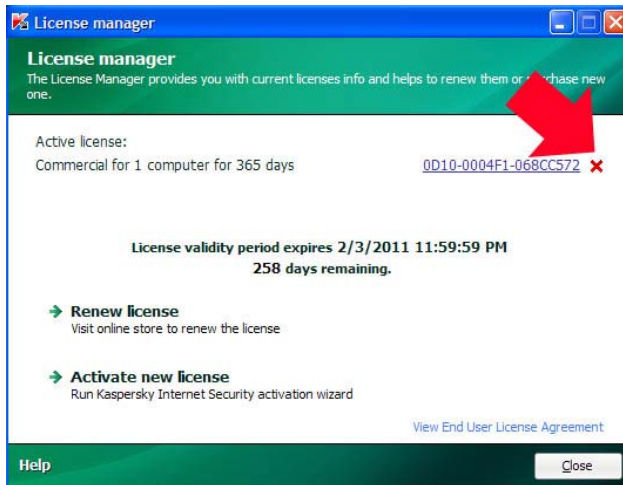 License manager
License manager
The License Manager provides you with current licenses info and helps to renew them or purchase new
one.
Active license:
Commercial for 1 computer for 365 days 0D10-0004F1-068CC572
License validity period expires 2/3/2011 11:59:59 PM
258 days remaining.
Renew license
Visit online store to renew the license
Activate new license
Run Kaspersky Internet Security activation wizard
View End User License Agreement
Help Close